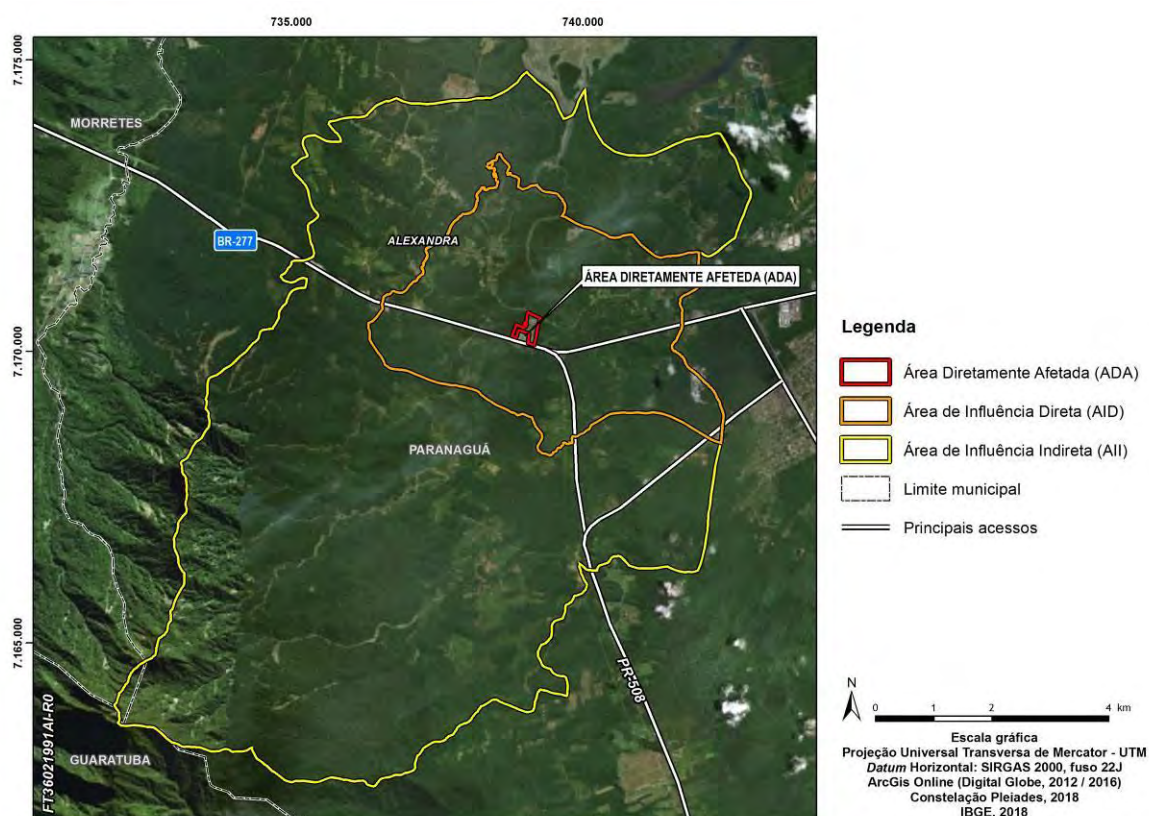 735.000
740.000
7.175.000
7.170.000
7.165.000
MORRETES
BR-277
ALEXANDRA
ÁREA DIRETAMENTE AFETEDA (ADA)
PARANAGUÁ
PR-508
GUARATUBA
FT36021991AI-R0
Legenda
Área Diretamente Afetada (ADA)
Área de Influência Direta (AID)
Área de Influência Indireta (AII)
Limite municipal
Principais acessos
N
0 1 2 4 km
Escala gráfica
Projeção Universal Transversa de Mercator - UTM
Datum Horizontal: SIRGAS 2000, fuso 22J
ArcGis Online (Digital Globe, 2012 / 2016)
Constelação Pleiades, 2018
IBGE, 2018